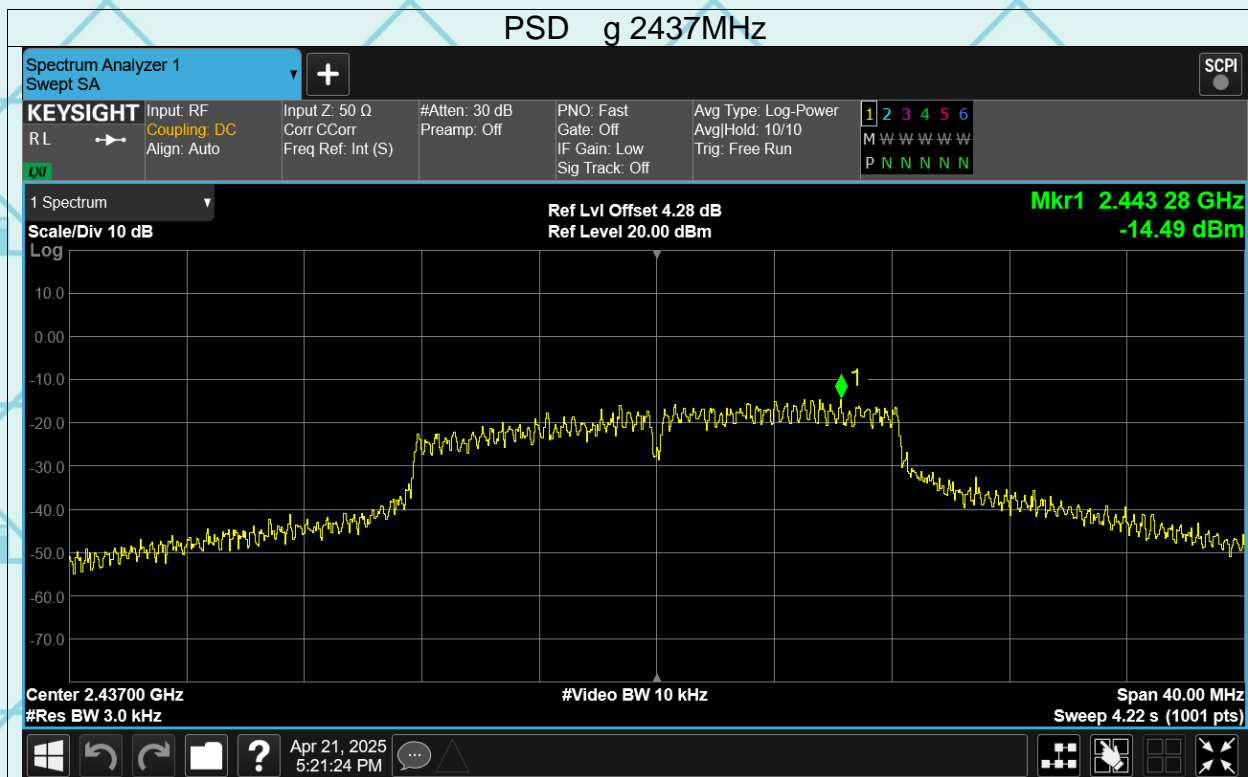 PSD g 2437MHz
Spectrum Analyzer 1
Swept SA
SCPI
KEYSIGHT
RL
LXI
Input: RF
Coupling: DC
Align: Auto
Input Z: 50 Ω
Corr CCorr
Freq Ref: Int (S)
#Atten: 30 dB
Preamp: Off
PNO: Fast
Gate: Off
IF Gain: Low
Sig Track: Off
Avg Type: Log-Power
Avg|Hold: 10/10
Trig: Free Run
1 2 3 4 5 6
M W W W W W W
P N N N N N
1 Spectrum
Scale/Div 10 dB
Ref Lvl Offset 4.28 dB
Ref Level 20.00 dBm
Mkr1 2.443 28 GHz
-14.49 dBm
Log
10.0
0.00
-10.0
-20.0
-30.0
-40.0
-50.0
-60.0
-70.0
1
Center 2.43700 GHz
#Res BW 3.0 kHz
#Video BW 10 kHz
Span 40.00 MHz
Sweep 4.22 s (1001 pts)
?
Apr 21, 2025
5:21:24 PM